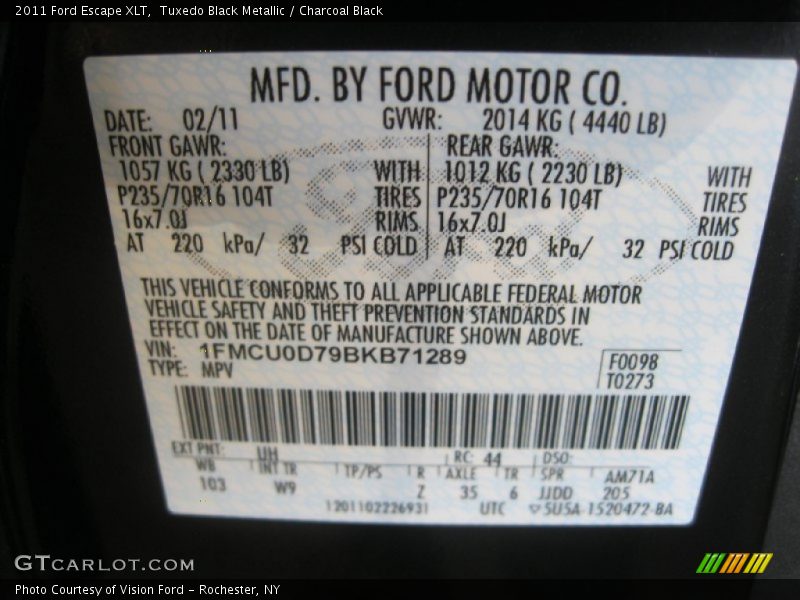 2011 Ford Escape XLT,  Tuxedo Black Metallic / Charcoal Black
MFD. BY FORD MOTOR CO.
DATE: 02/11 GVWR: 2014 KG ( 4440 LB)
FRONT GAWR: REAR GAWR:
1057 KG ( 2330 LB) WITH 1012 KG ( 2230 LB) WITH
P235/70R16 104T TIRES P235/70R16 104T TIRES
16x7.0J RIMS 16x7.0J RIMS
AT 220 kPa/ 32 PSI COLD AT 220 kPa/ 32 PSI COLD
THIS VEHICLE CONFORMS TO ALL APPLICABLE FEDERAL MOTOR
VEHICLE SAFETY AND THEFT PREVENTION STANDARDS IN
EFFECT ON THE DATE OF MANUFACTURE SHOWN ABOVE.
VIN: 1FMCU0D79BKB71289
TYPE: MPV
F0098
T0273
EXT PNT: UH RC: 44 DSO:
WB INT TR TP/PS R AXLE TR SPR AM71A
103 W9 Z 35 6 JJDD 205
1201102226931 UTC 5USA-1520472-BA
GTCARLOT.COM
Photo Courtesy of Vision Ford - Rochester, NY